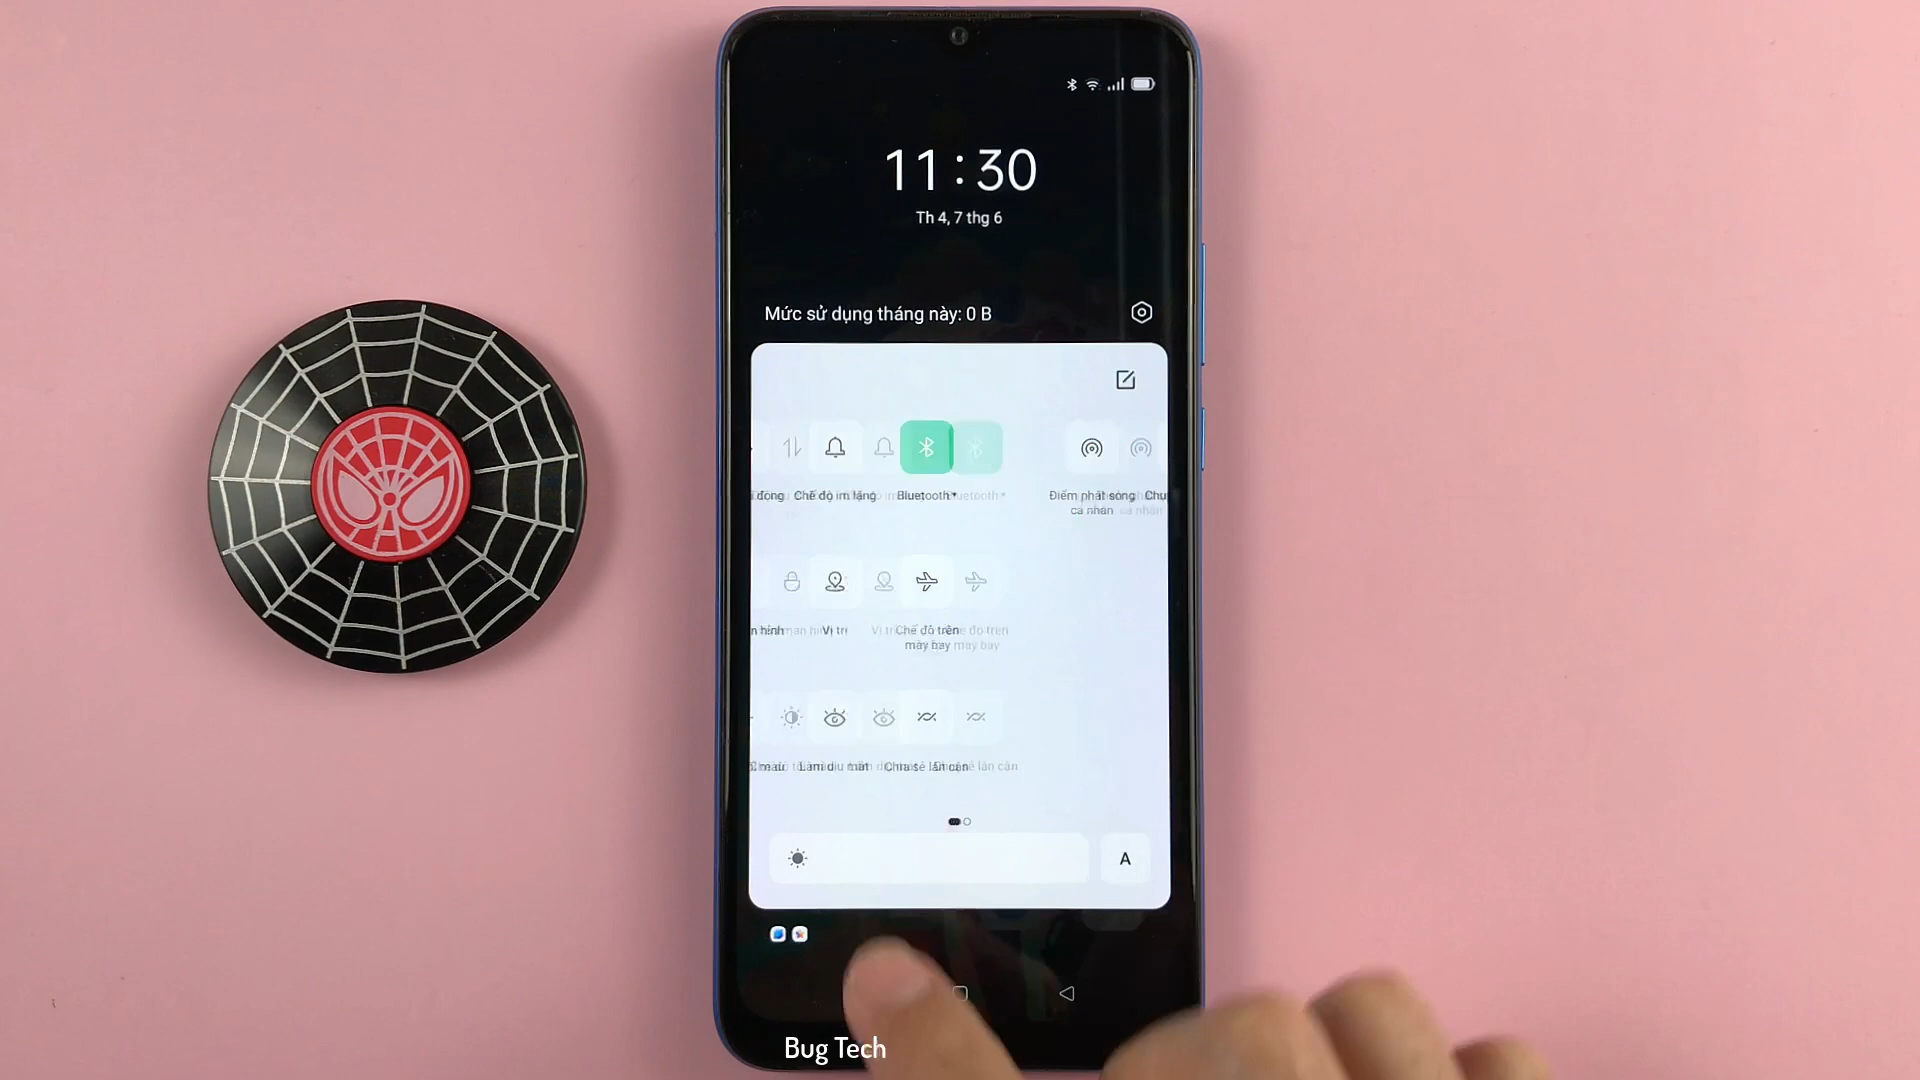 11:30
Th 4, 7 thg 6
Mức sử dụng tháng này: 0 B
Chế độ im lặng
Bluetooth
Điểm phát sóng
cá nhân
Vị trí
Chế độ trên
máy bay
Làm dịu mắt
Chia sẻ lân cận
A
Bug Tech